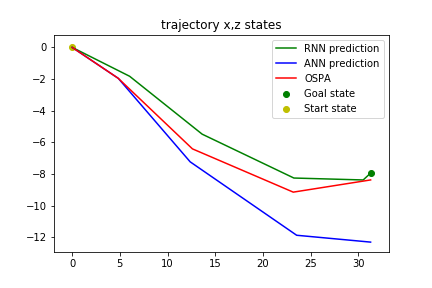 trajectory x,z states
RNN prediction
ANN prediction
OSPA
Goal state
Start state
0
−2
−4
−6
−8
−10
−12
0 5 10 15 20 25 30